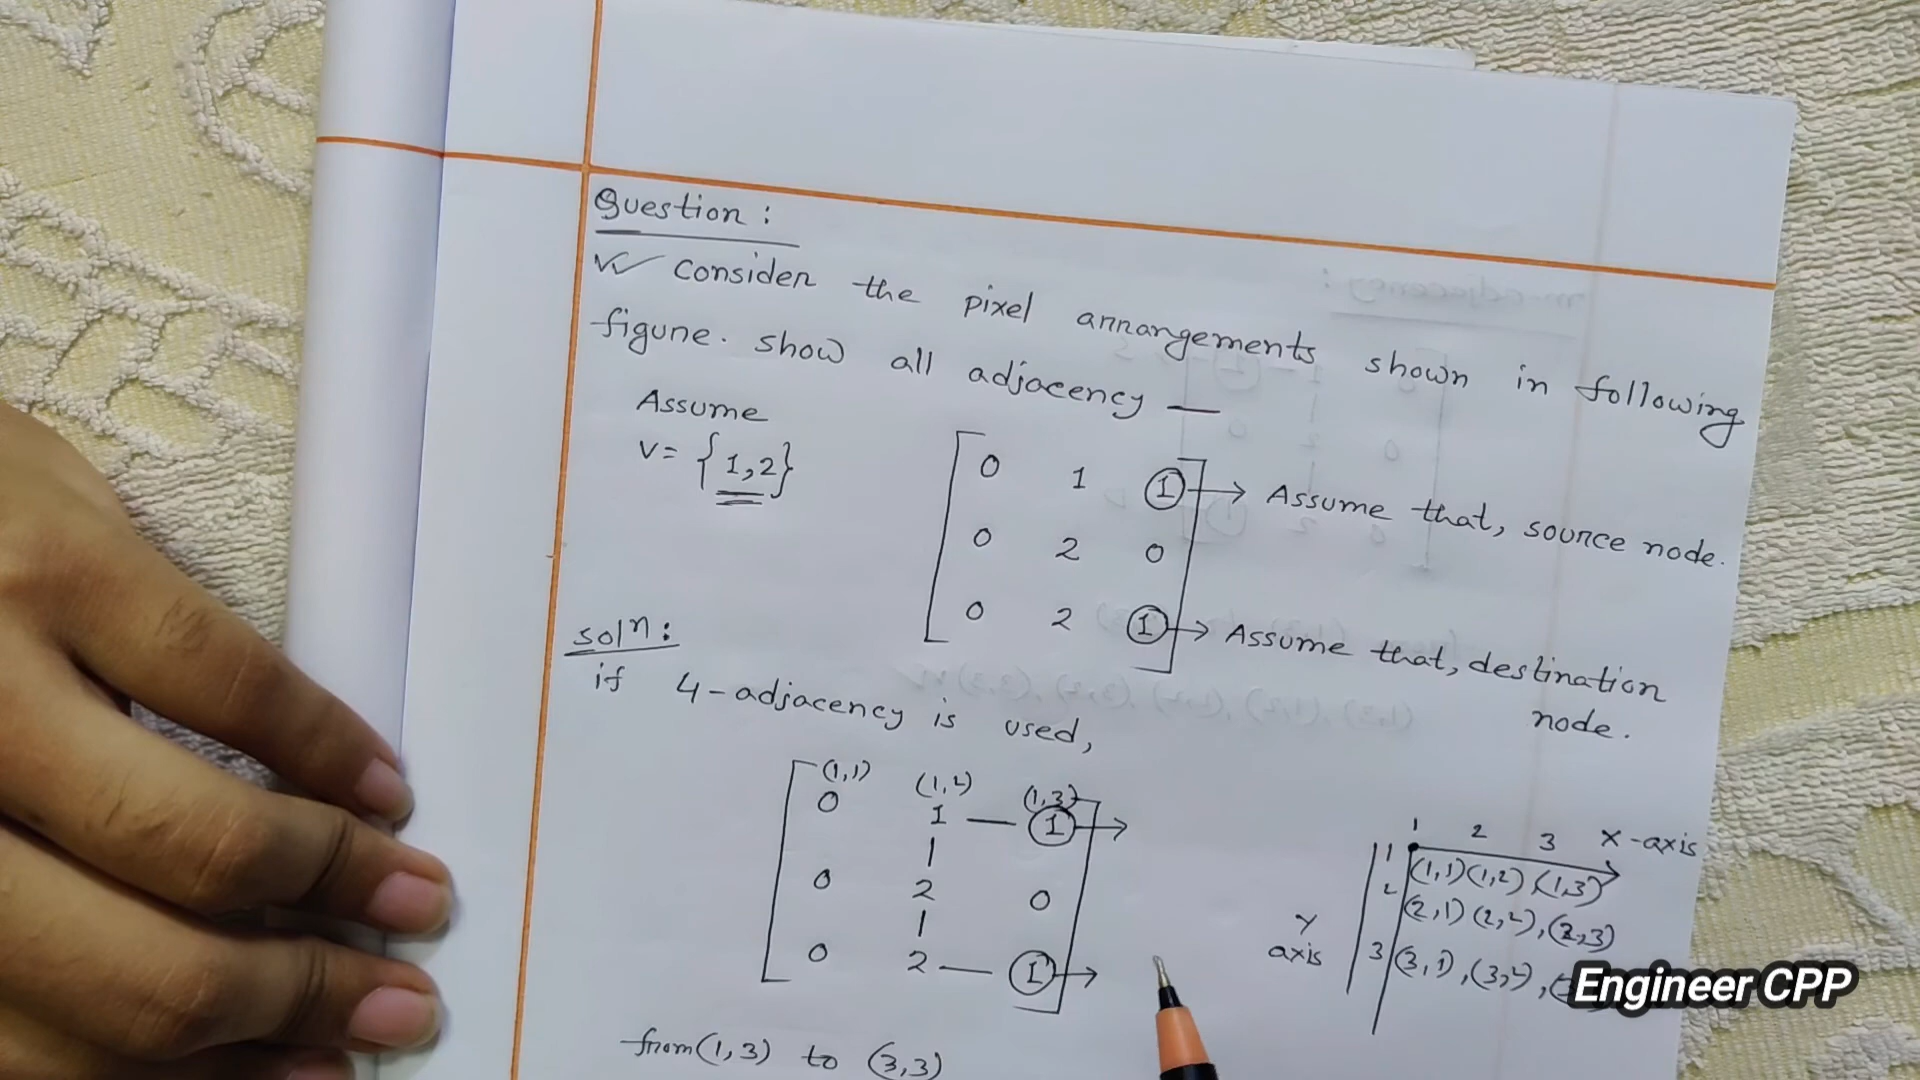 Question :
Consider the pixel arrangements shown in following
figure. show all adjacency —
Assume
V = {1,2}
0 1 1 → Assume that, source node.
0 2 0
0 2 1 → Assume that, destination
node.
Solⁿ :
if 4-adjacency is used,
(1,1) (1,2) (1,3)
0 1 — 1 →
0 2 0
0 2 — 1 →
1 2 3 X-axis
1 (1,1) (1,2) (1,3)
2 (2,1) (2,2), (2,3)
Y
axis
3 (3,1), (3,2),
Engineer CPP
from (1,3) to (3,3)